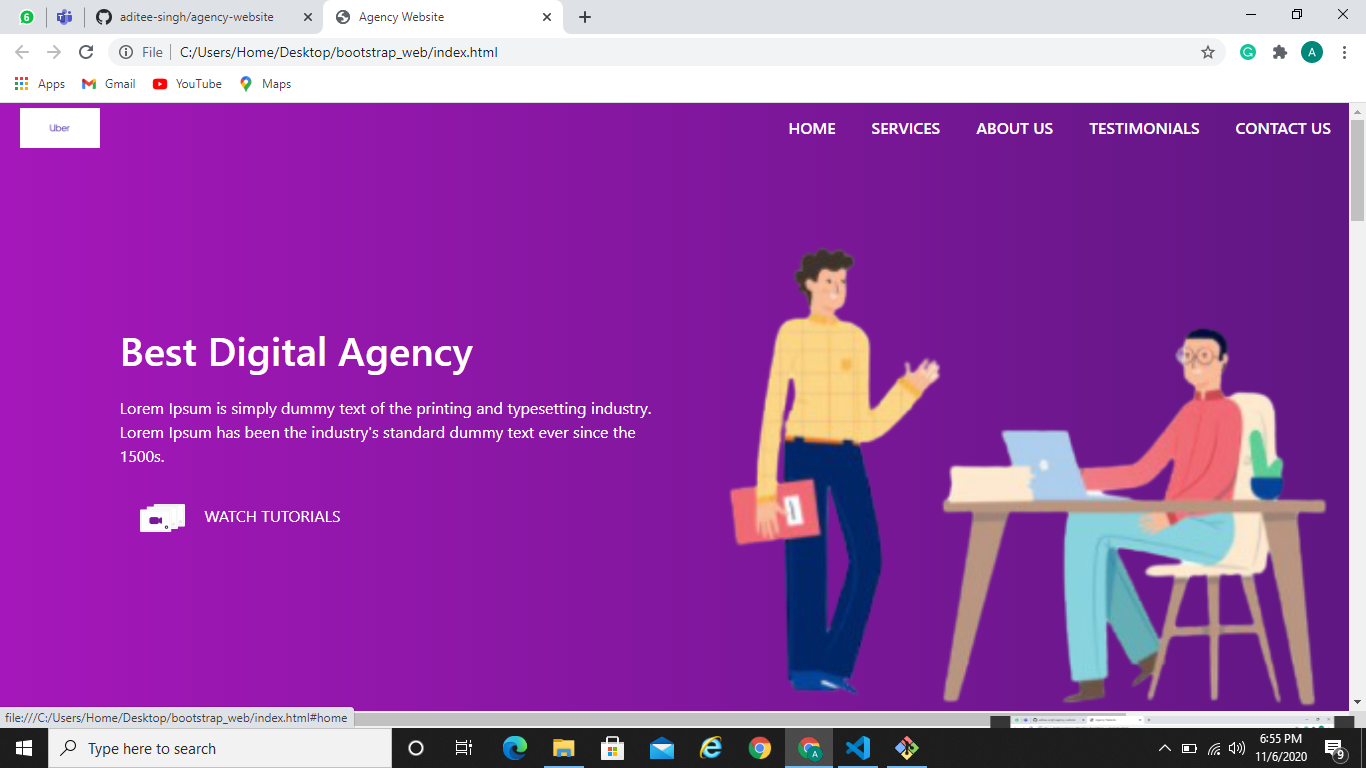 6
aditee-singh/agency-website
Agency Website
File
C:/Users/Home/Desktop/bootstrap_web/index.html
G
A
Apps
Gmail
YouTube
Maps
Uber
HOME
SERVICES
ABOUT US
TESTIMONIALS
CONTACT US
Best Digital Agency
Lorem Ipsum is simply dummy text of the printing and typesetting industry.
Lorem Ipsum has been the industry's standard dummy text ever since the
1500s.
WATCH TUTORIALS
file:///C:/Users/Home/Desktop/bootstrap_web/index.html#home
Type here to search
A
6:55 PM
11/6/2020
9